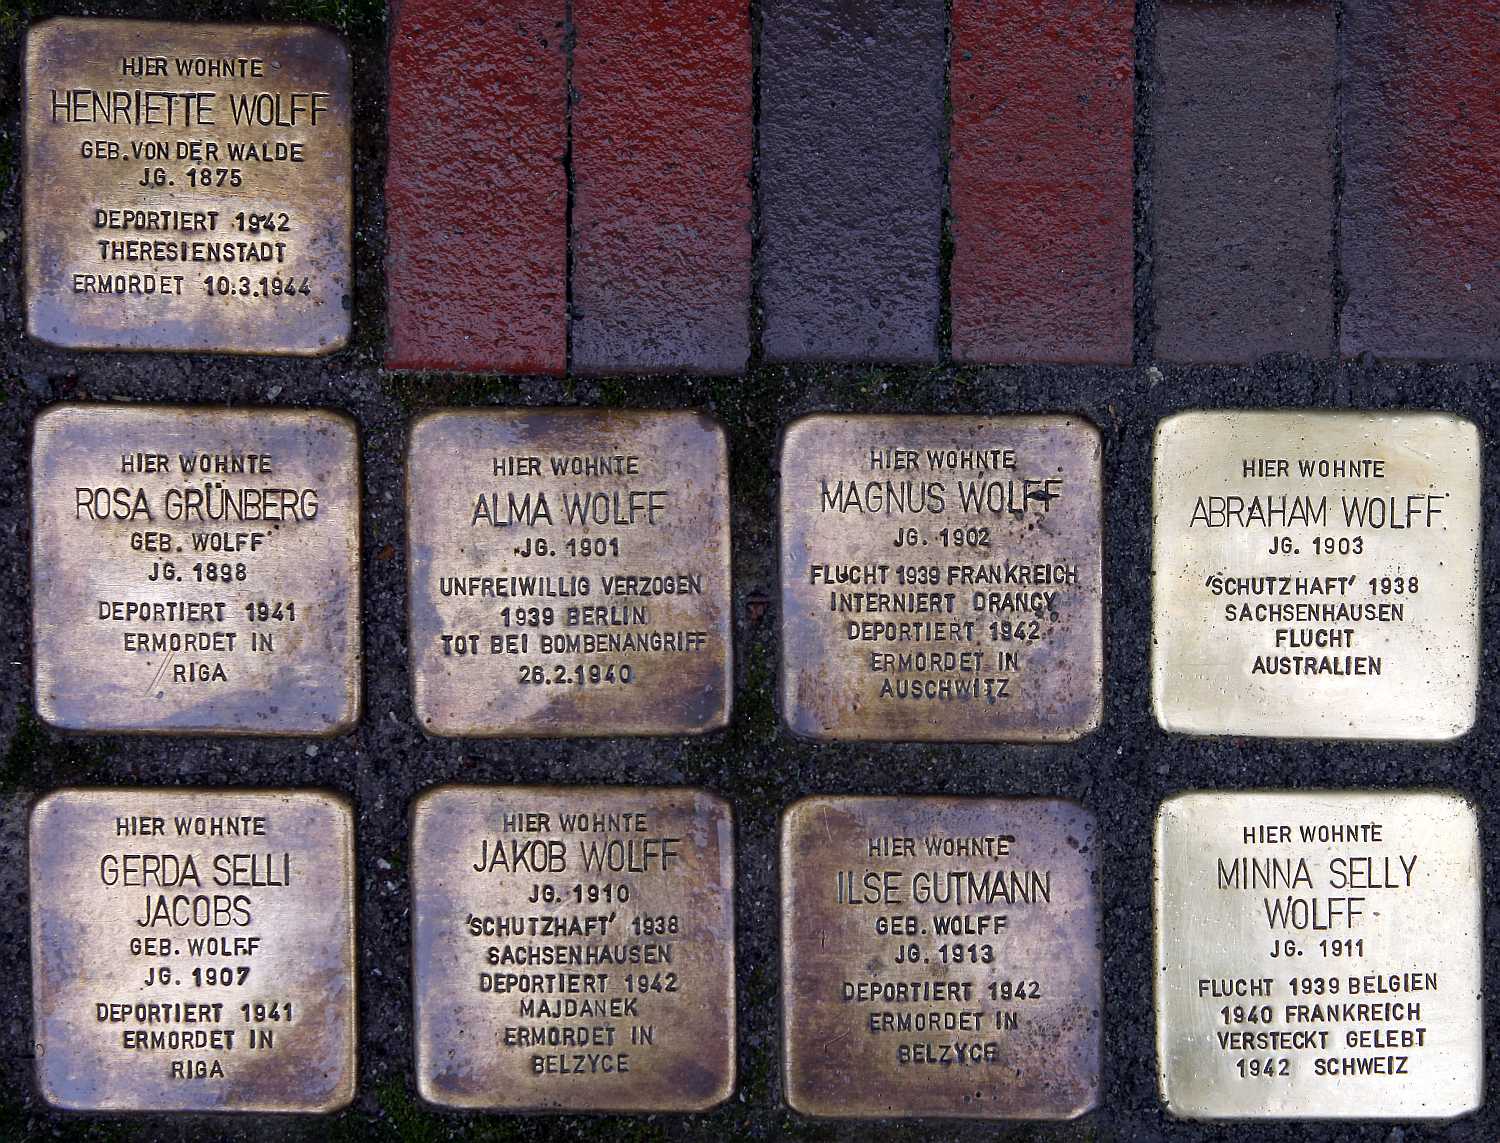 HIER WOHNTE
HENRIETTE WOLFF
GEB. VON DER WALDE
JG. 1875
DEPORTIERT 1942
THERESIENSTADT
ERMORDET 10.3.1944
HIER WOHNTE
ROSA GRÜNBERG
GEB. WOLFF
JG. 1898
DEPORTIERT 1941
ERMORDET IN
RIGA
HIER WOHNTE
ALMA WOLFF
JG. 1901
UNFREIWILLIG VERZOGEN
1939 BERLIN
TOT BEI BOMBENANGRIFF
26.2.1940
HIER WOHNTE
MAGNUS WOLFF
JG. 1902
FLUCHT 1939 FRANKREICH
INTERNIERT DRANCY
DEPORTIERT 1942
ERMORDET IN
AUSCHWITZ
HIER WOHNTE
ABRAHAM WOLFF
JG. 1903
'SCHUTZHAFT' 1938
SACHSENHAUSEN
FLUCHT
AUSTRALIEN
HIER WOHNTE
GERDA SELLI
JACOBS
GEB. WOLFF
JG. 1907
DEPORTIERT 1941
ERMORDET IN
RIGA
HIER WOHNTE
JAKOB WOLFF
JG. 1910
'SCHUTZHAFT' 1938
SACHSENHAUSEN
DEPORTIERT 1942
MAJDANEK
ERMORDET IN
BELZYCE
HIER WOHNTE
ILSE GUTMANN
GEB. WOLFF
JG. 1913
DEPORTIERT 1942
ERMORDET IN
BELZYCE
HIER WOHNTE
MINNA SELLY
WOLFF
JG. 1911
FLUCHT 1939 BELGIEN
1940 FRANKREICH
VERSTECKT GELEBT
1942 SCHWEIZ